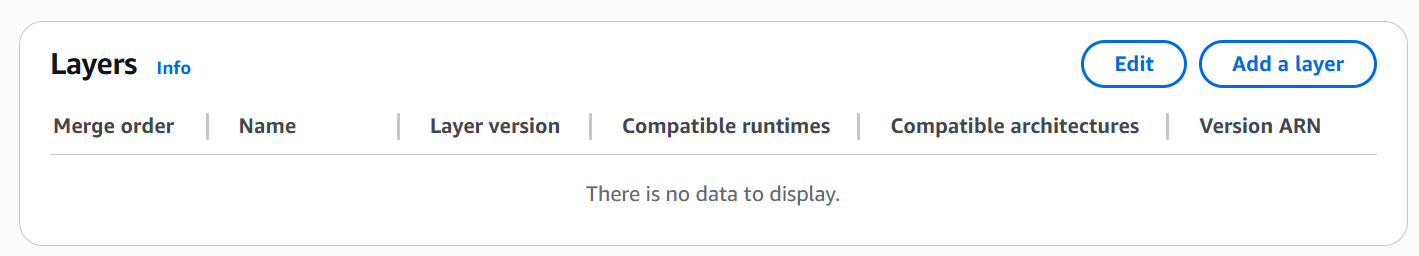 Layers Info Edit Add a layer
Merge order Name Layer version Compatible runtimes Compatible architectures Version ARN
There is no data to display.